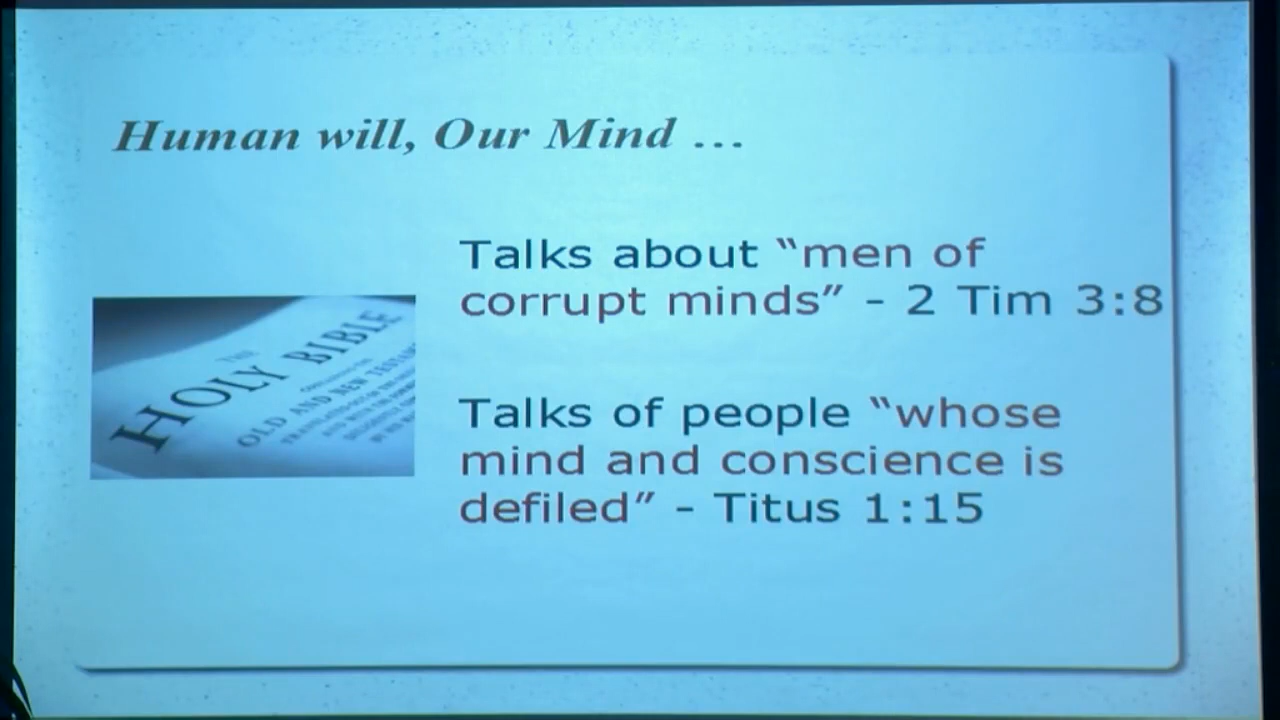 Human will, Our Mind ...
Talks about “men of
corrupt minds” - 2 Tim 3:8
THE
HOLY BIBLE
OLD AND NEW
Talks of people “whose
mind and conscience is
defiled” - Titus 1:15